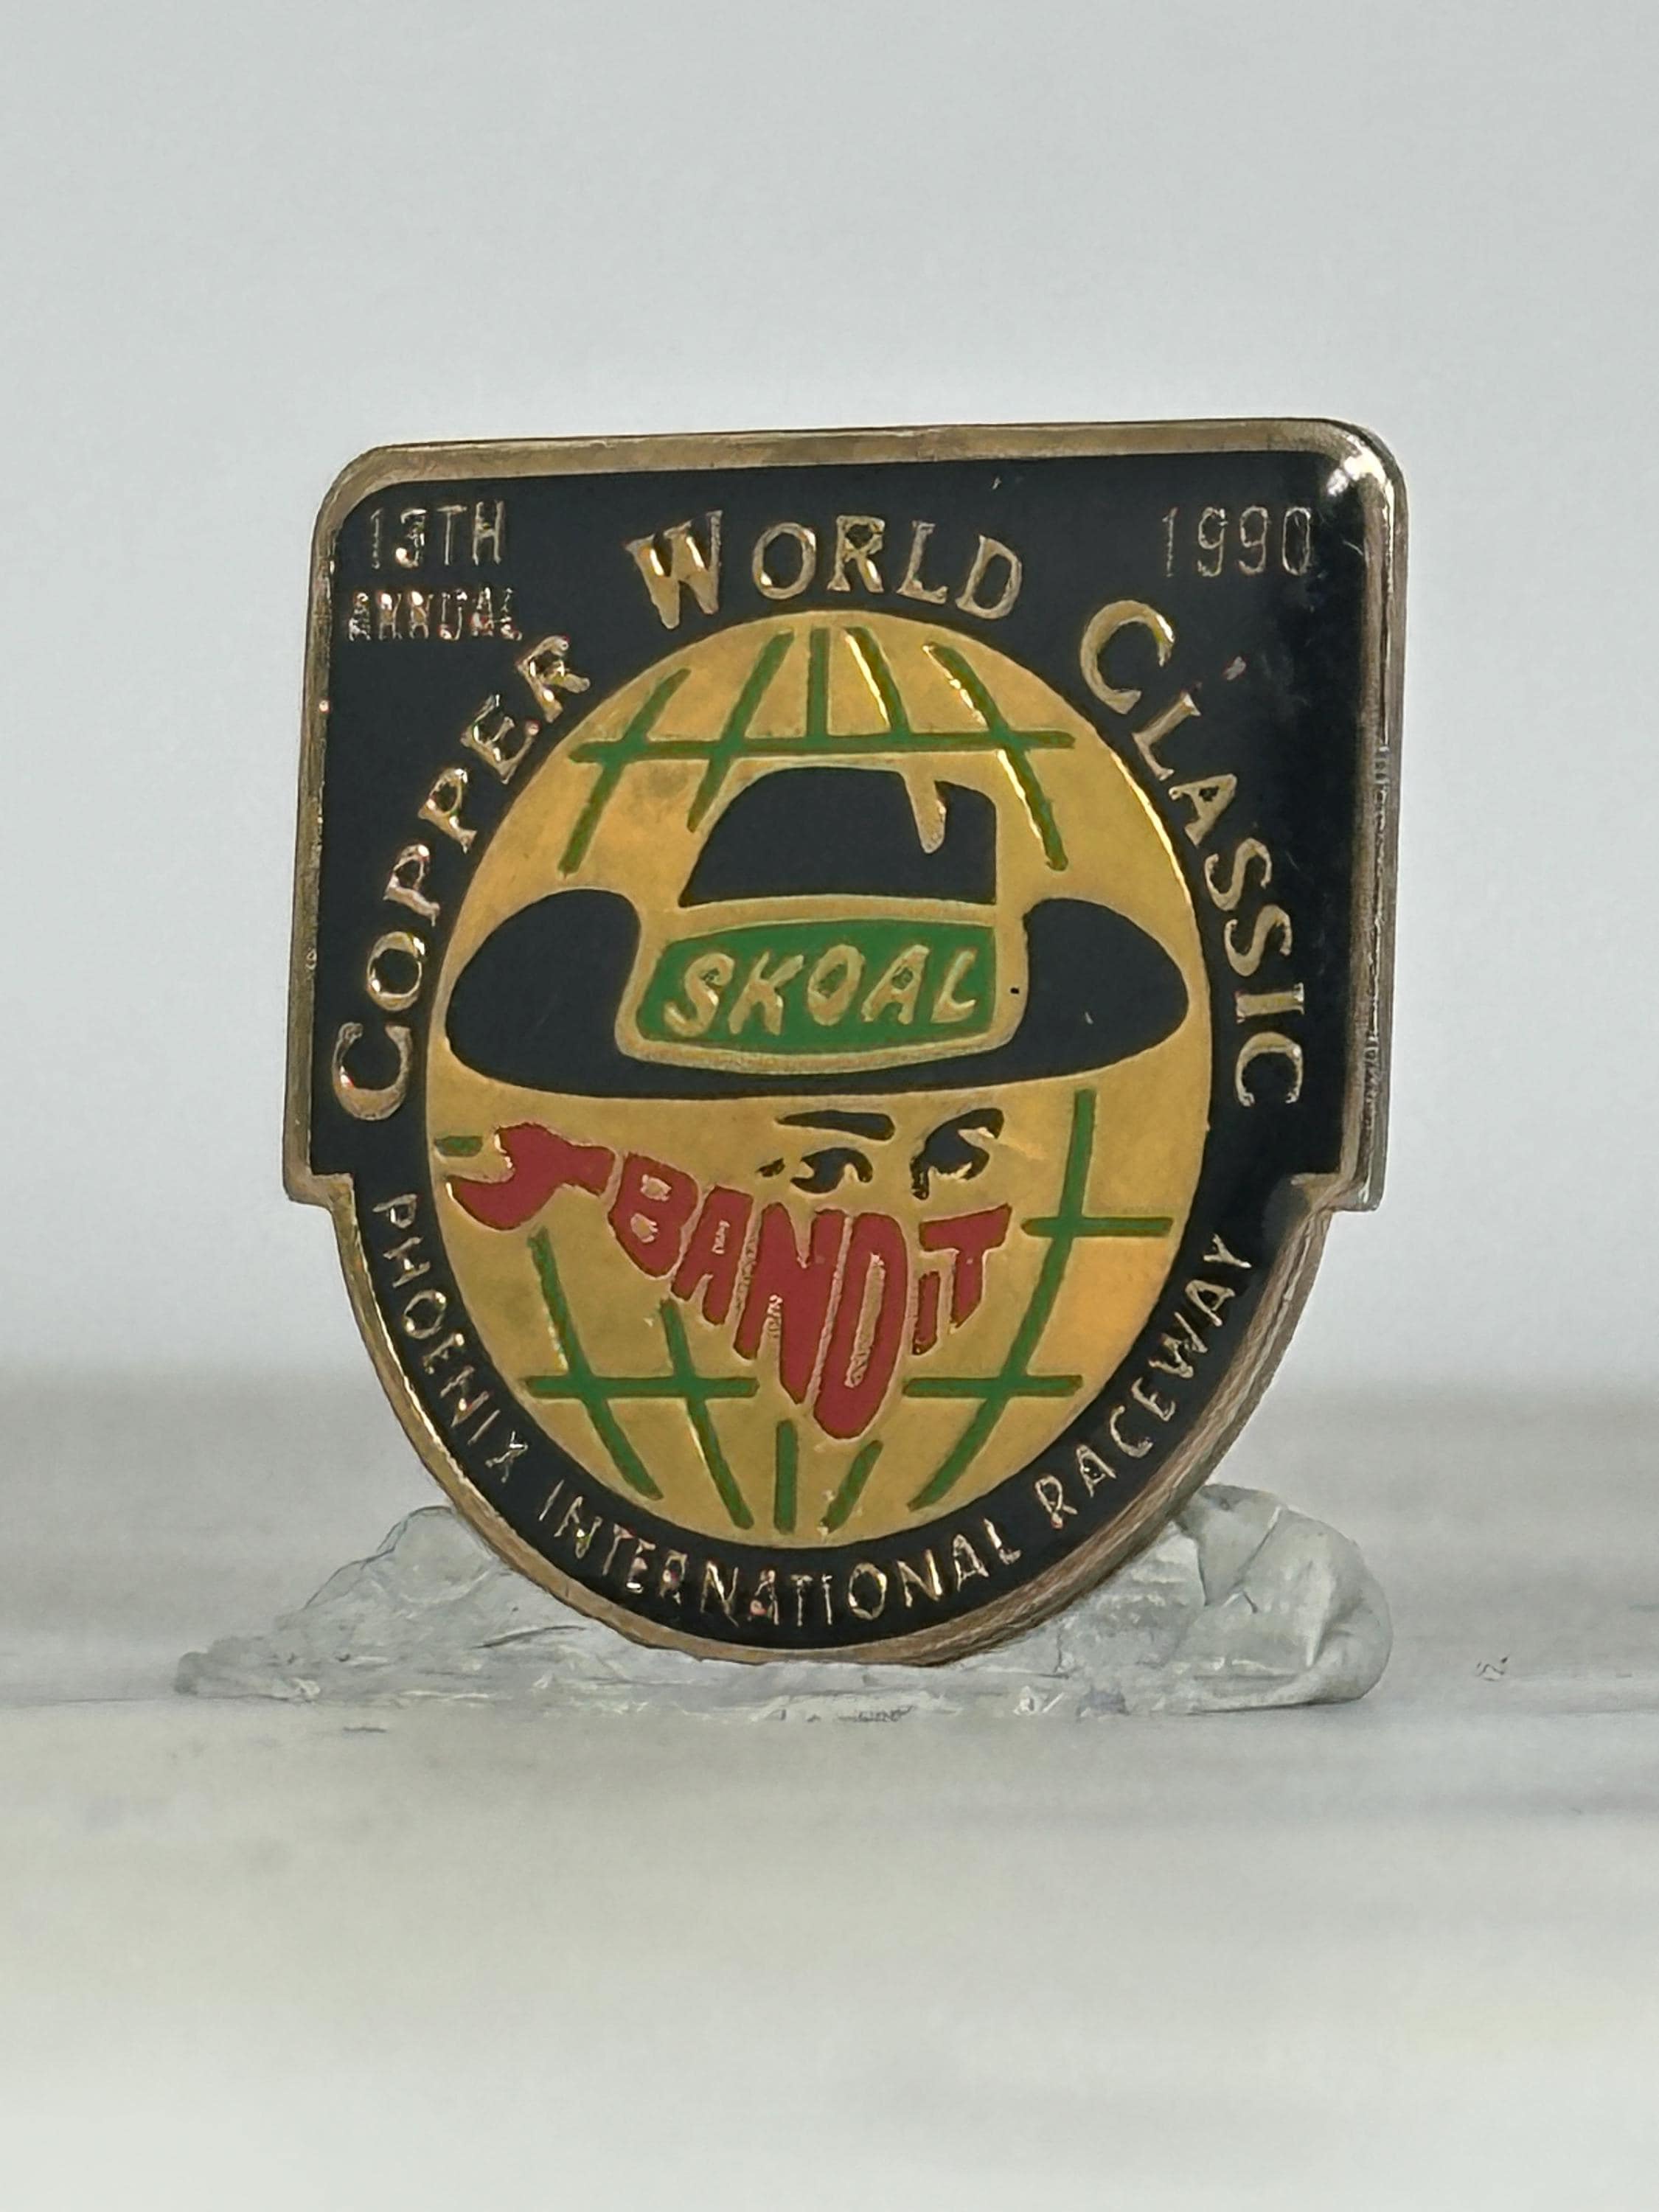 13TH
ANNUAL
1990
COPPER WORLD CLASSIC
SKOAL
BANDIT
PHOENIX INTERNATIONAL RACEWAY